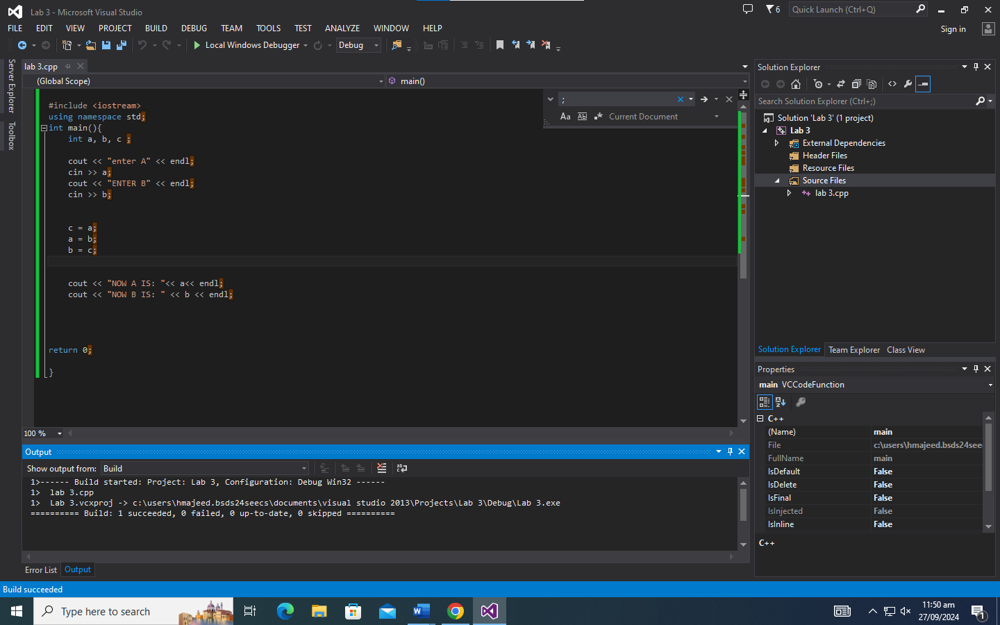 Lab 3 - Microsoft Visual Studio
6
Quick Launch (Ctrl+Q)
FILE EDIT VIEW PROJECT BUILD DEBUG TEAM TOOLS TEST ANALYZE WINDOW HELP
Sign in
Local Windows Debugger
Debug
Server Explorer
Toolbox
lab 3.cpp
(Global Scope)
main()
;
Aa Ab Current Document
#include <iostream>
using namespace std;
int main(){
int a, b, c ;
cout << "enter A" << endl;
cin >> a;
cout << "ENTER B" << endl;
cin >> b;
c = a;
a = b;
b = c;
cout << "NOW A IS: "<< a<< endl;
cout << "NOW B IS: " << b << endl;
return 0;
}
100 %
Output
Show output from: Build
1>------ Build started: Project: Lab 3, Configuration: Debug Win32 ------
1>  lab 3.cpp
1>  Lab 3.vcxproj -> c:\users\hmajeed.bsds24seecs\documents\visual studio 2013\Projects\Lab 3\Debug\Lab 3.exe
========== Build: 1 succeeded, 0 failed, 0 up-to-date, 0 skipped ==========
Error List Output
Solution Explorer
Search Solution Explorer (Ctrl+;)
Solution 'Lab 3' (1 project)
Lab 3
External Dependencies
Header Files
Resource Files
Source Files
lab 3.cpp
Solution Explorer Team Explorer Class View
Properties
main VCCodeFunction
C++
(Name) main
File c:\users\hmajeed.bsds24seec
FullName main
IsDefault False
IsDelete False
IsFinal False
IsInjected False
IsInline False
C++
Build succeeded
Type here to search
11:50 am
27/09/2024
1